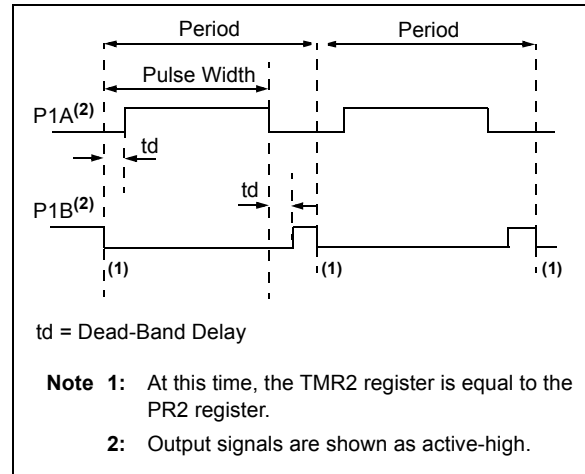 Period Period
Pulse Width
P1A(2)
td
td
P1B(2)
(1) (1) (1)
td = Dead-Band Delay
Note 1: At this time, the TMR2 register is equal to the
PR2 register.
2: Output signals are shown as active-high.